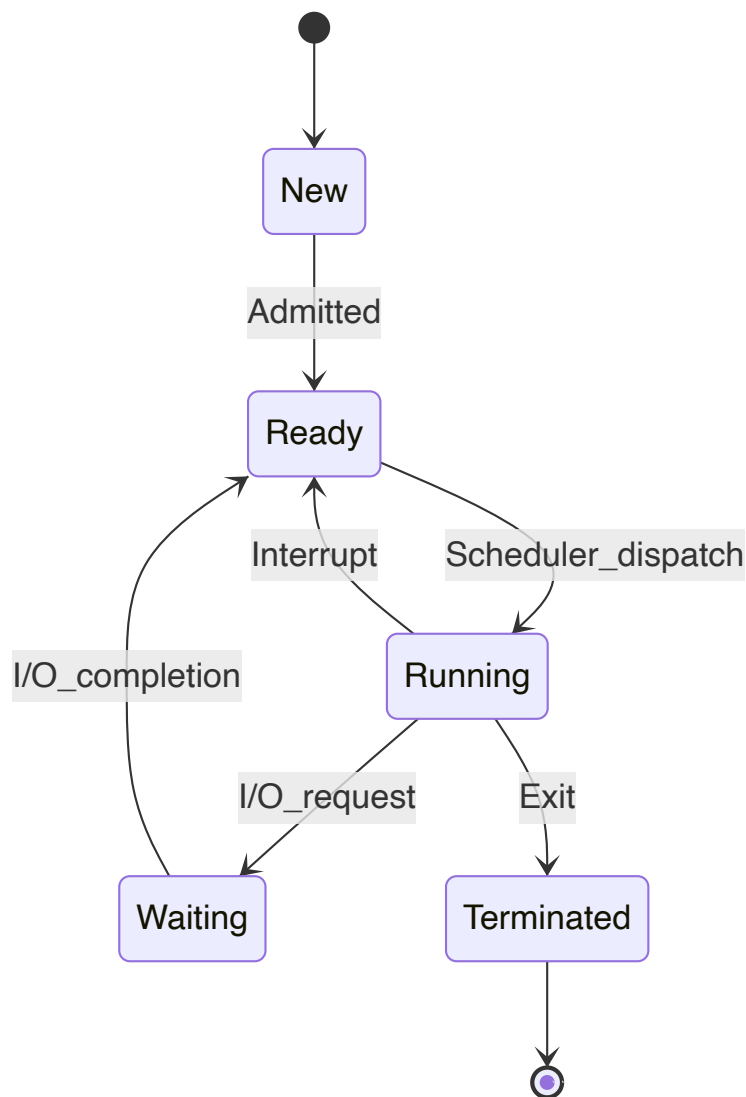 New
Admitted
Ready
Interrupt
Scheduler_dispatch
I/O_completion
Running
I/O_request
Exit
Waiting
Terminated